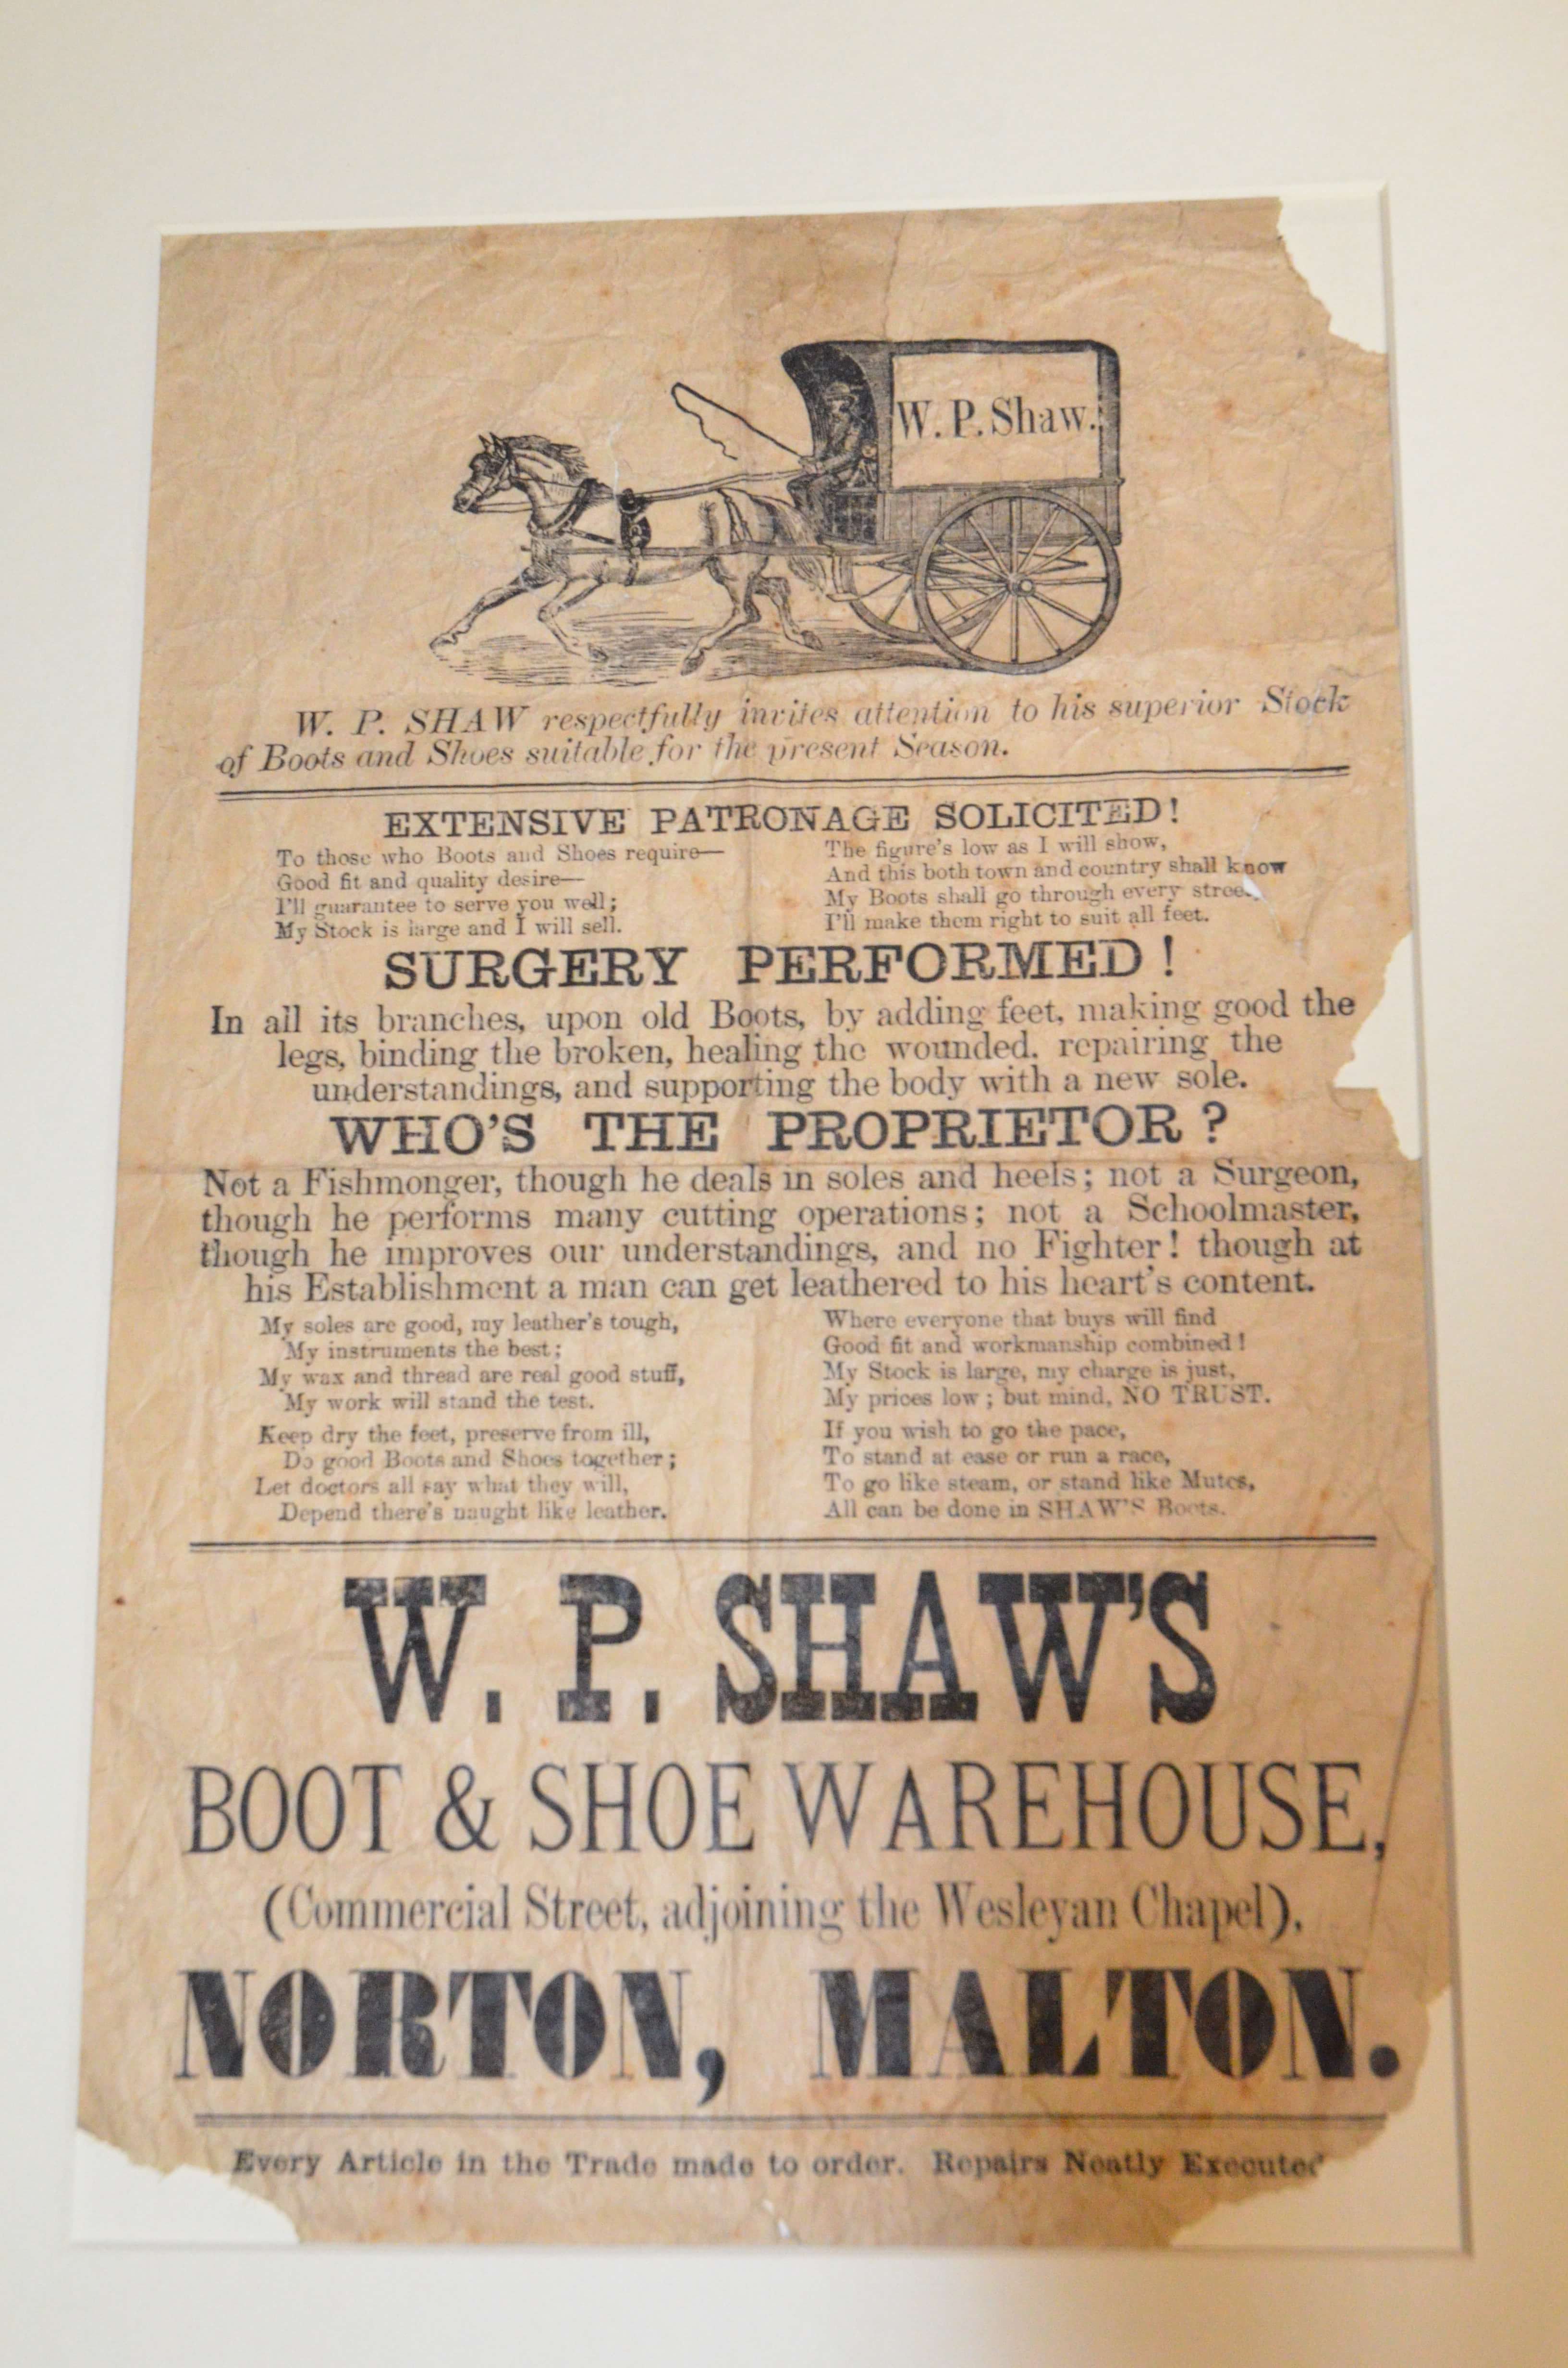 W. P. Shaw.
W. P. SHAW respectfully invites attention to his superior Stock
of Boots and Shoes suitable for the present Season.
EXTENSIVE PATRONAGE SOLICITED!
To those who Boots and Shoes require—
Good fit and quality desire—
I'll guarantee to serve you well;
My Stock is large and I will sell.
The figure's low as I will show,
And this both town and country shall know
My Boots shall go through every stree
I'll make them right to suit all feet.
SURGERY PERFORMED!
In all its branches, upon old Boots, by adding feet, making good the
legs, binding the broken, healing the wounded, repairing the
understandings, and supporting the body with a new sole.
WHO'S THE PROPRIETOR?
Not a Fishmonger, though he deals in soles and heels; not a Surgeon,
though he performs many cutting operations; not a Schoolmaster,
though he improves our understandings, and no Fighter! though at
his Establishment a man can get leathered to his heart's content.
My soles are good, my leather's tough,
My instruments the best;
My wax and thread are real good stuff,
My work will stand the test.
Keep dry the feet, preserve from ill,
Do good Boots and Shoes together;
Let doctors all say what they will,
Depend there's naught like leather.
Where everyone that buys will find
Good fit and workmanship combined!
My Stock is large, my charge is just,
My prices low; but mind, NO TRUST.
If you wish to go the pace,
To stand at ease or run a race,
To go like steam, or stand like Mutes,
All can be done in SHAW'S Boots.
W. P. SHAW'S
BOOT & SHOE WAREHOUSE,
(Commercial Street, adjoining the Wesleyan Chapel),
NORTON, MALTON.
Every Article in the Trade made to order. Repairs Neatly Executed